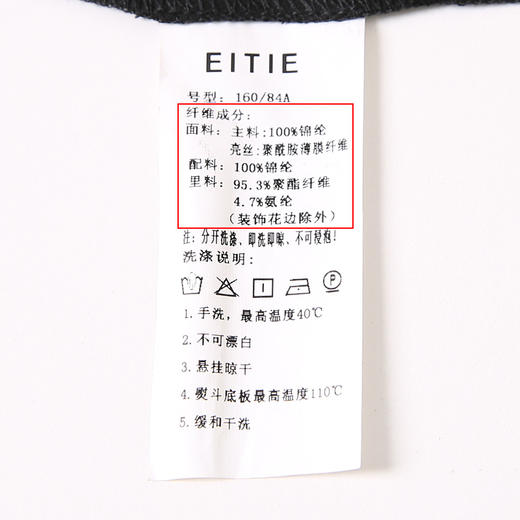 EITIE
号型: 160/84A
纤维成分:
面料: 主料:100%锦纶
亮丝:聚酰胺薄膜纤维
配料: 100%锦纶
里料: 95.3%聚酯纤维
4.7%氨纶
(装饰花边除外)
注: 分开洗涤、即洗即晾、不可浸泡!
洗涤说明:
P
1.手洗, 最高温度40℃
2.不可漂白
3.悬挂晾干
4.熨斗底板最高温度110℃
5.缓和干洗